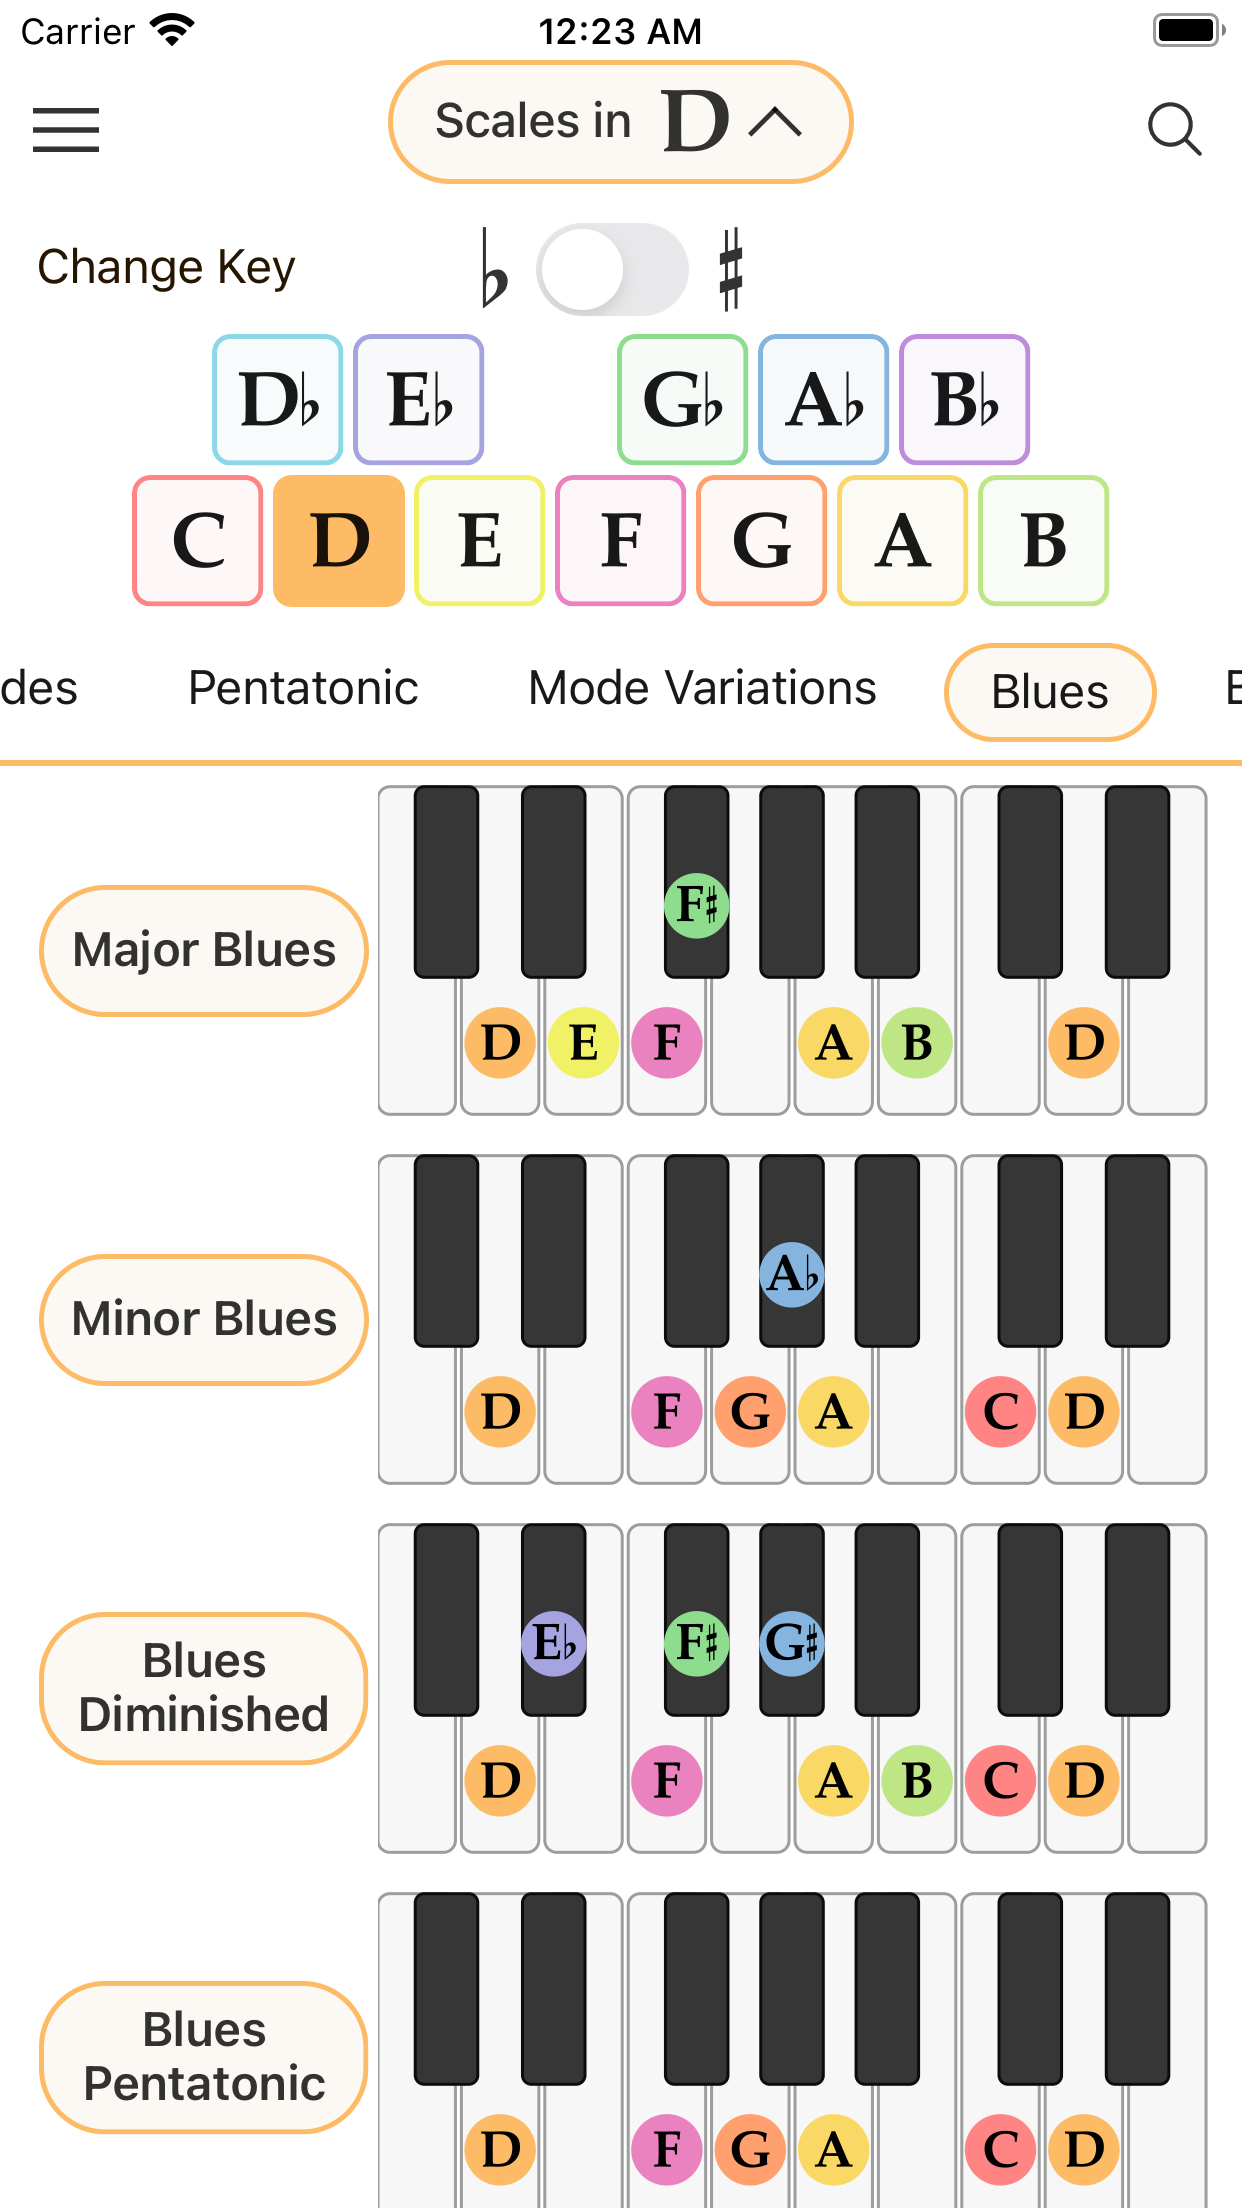 Carrier 12:23 AM
Scales in D
Change Key ♭ ♯
D♭ E♭ G♭ A♭ B♭
C D E F G A B
des Pentatonic Mode Variations Blues
F♯
Major Blues
D E F A B D
A♭
Minor Blues
D F G A C D
E♭ F♯ G♯
Blues
Diminished
D F A B C D
Blues
Pentatonic
D F G A C D